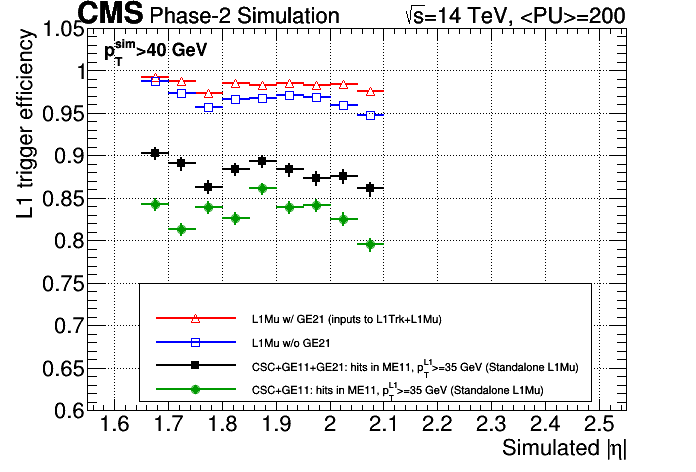 CMS Phase-2 Simulation √s=14 TeV, <PU>=200
p_T^sim>40 GeV
L1 trigger efficiency
1.05
1
0.95
0.9
0.85
0.8
0.75
0.7
0.65
0.6
L1Mu w/ GE21 (inputs to L1Trk+L1Mu)
L1Mu w/o GE21
CSC+GE11+GE21: hits in ME11, p_T^L1>=35 GeV (Standalone L1Mu)
CSC+GE11: hits in ME11, p_T^L1>=35 GeV (Standalone L1Mu)
1.6 1.7 1.8 1.9 2 2.1 2.2 2.3 2.4 2.5
Simulated |η|